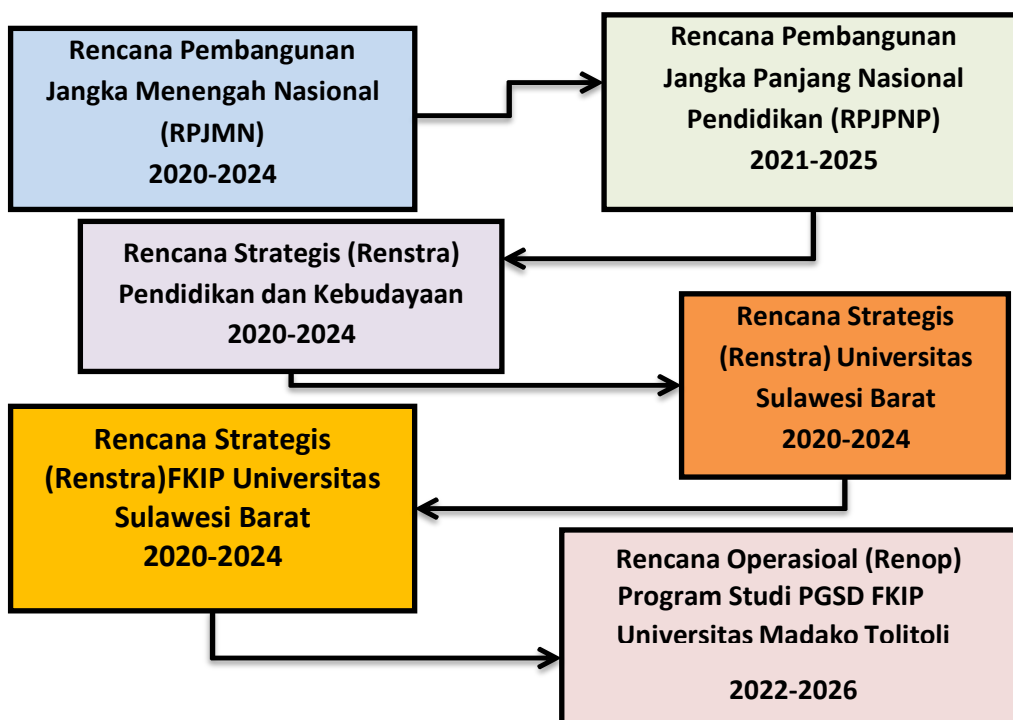 Rencana Pembangunan
Jangka Menengah Nasional
(RPJMN)
2020-2024
Rencana Pembangunan
Jangka Panjang Nasional
Pendidikan (RPJPNP)
2021-2025
Rencana Strategis (Renstra)
Pendidikan dan Kebudayaan
2020-2024
Rencana Strategis
(Renstra) Universitas
Sulawesi Barat
2020-2024
Rencana Strategis
(Renstra)FKIP Universitas
Sulawesi Barat
2020-2024
Rencana Operasioal (Renop)
Program Studi PGSD FKIP
Universitas Madako Tolitoli
2022-2026